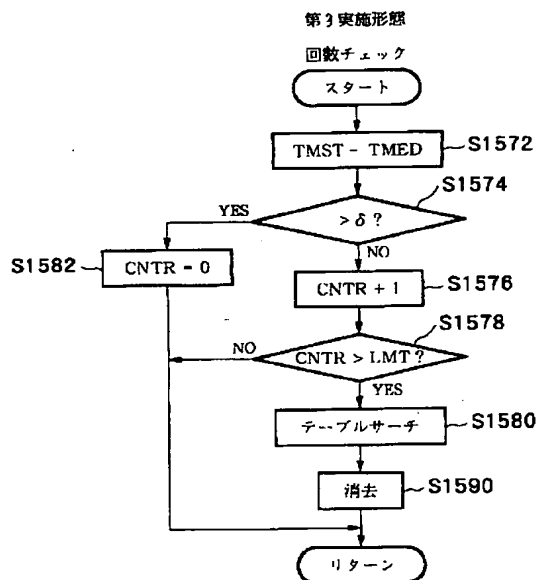 第3実施形態
回数チェック
スタート
TMST - TMED
S1572
S1574
> δ ?
YES
NO
S1582
CNTR = 0
CNTR + 1
S1576
S1578
NO
CNTR > LMT ?
YES
テーブルサーチ
S1580
消去
S1590
リターン